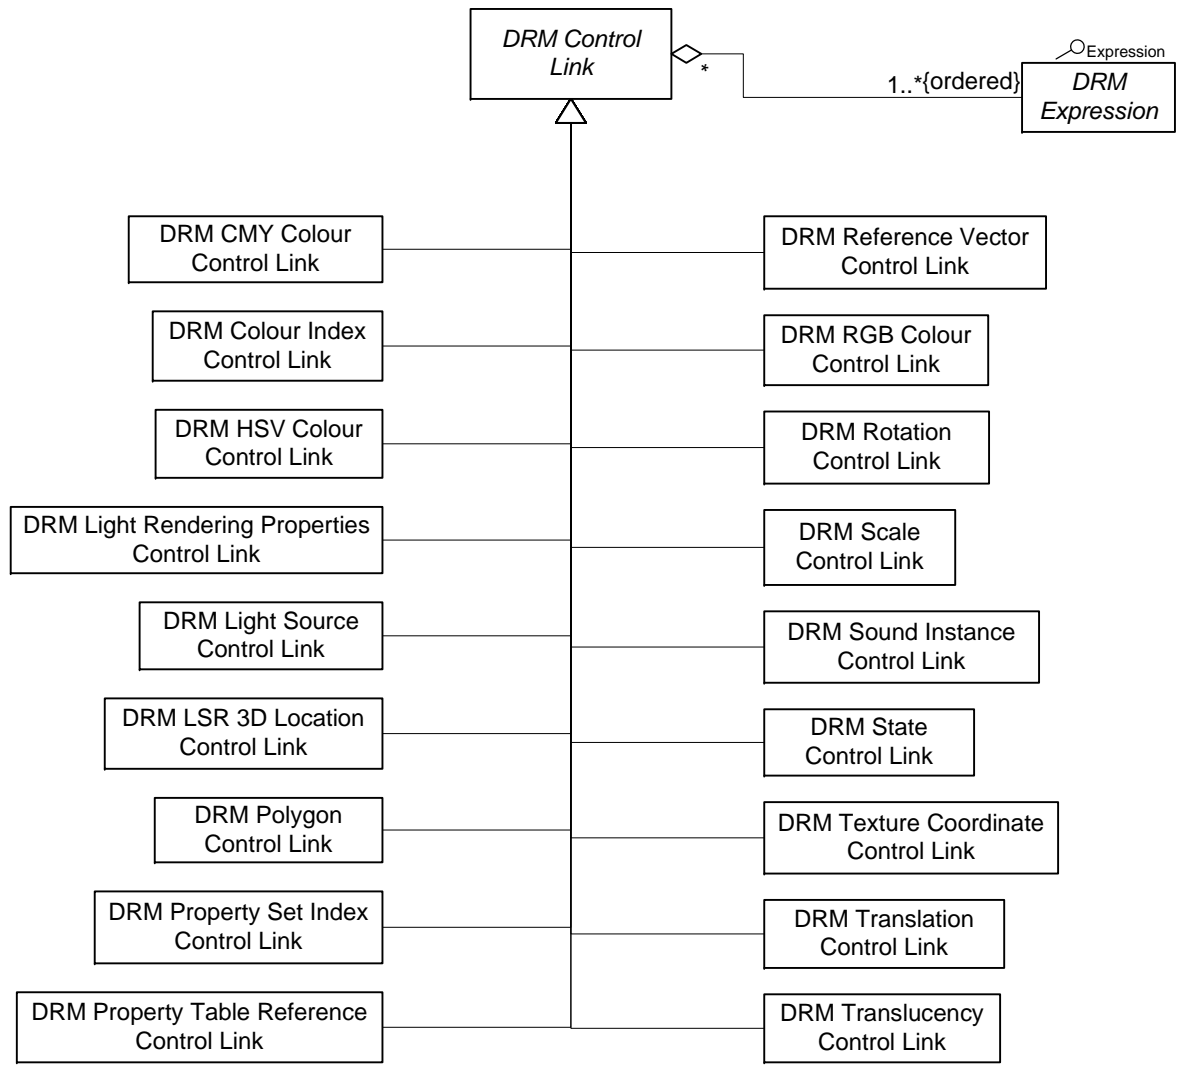 DRM Control
Link
*
1..*{ordered}
Expression
DRM
Expression
DRM CMY Colour
Control Link
DRM Colour Index
Control Link
DRM HSV Colour
Control Link
DRM Light Rendering Properties
Control Link
DRM Light Source
Control Link
DRM LSR 3D Location
Control Link
DRM Polygon
Control Link
DRM Property Set Index
Control Link
DRM Property Table Reference
Control Link
DRM Reference Vector
Control Link
DRM RGB Colour
Control Link
DRM Rotation
Control Link
DRM Scale
Control Link
DRM Sound Instance
Control Link
DRM State
Control Link
DRM Texture Coordinate
Control Link
DRM Translation
Control Link
DRM Translucency
Control Link